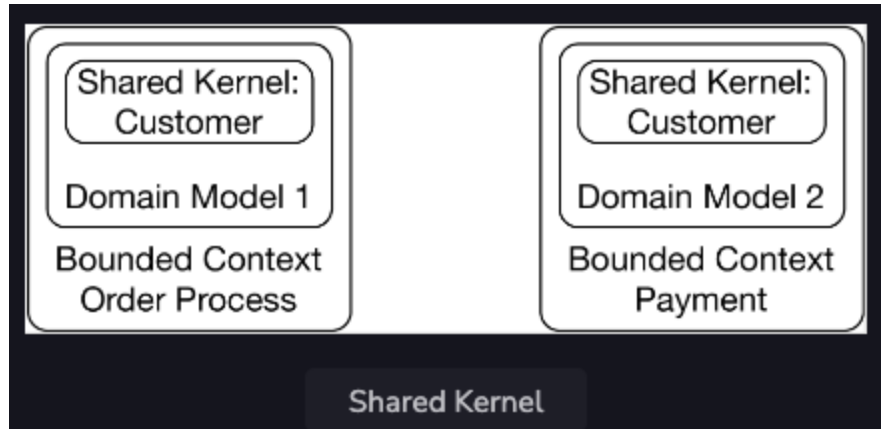 Shared Kernel:
Customer
Domain Model 1
Bounded Context
Order Process
Shared Kernel:
Customer
Domain Model 2
Bounded Context
Payment
Shared Kernel